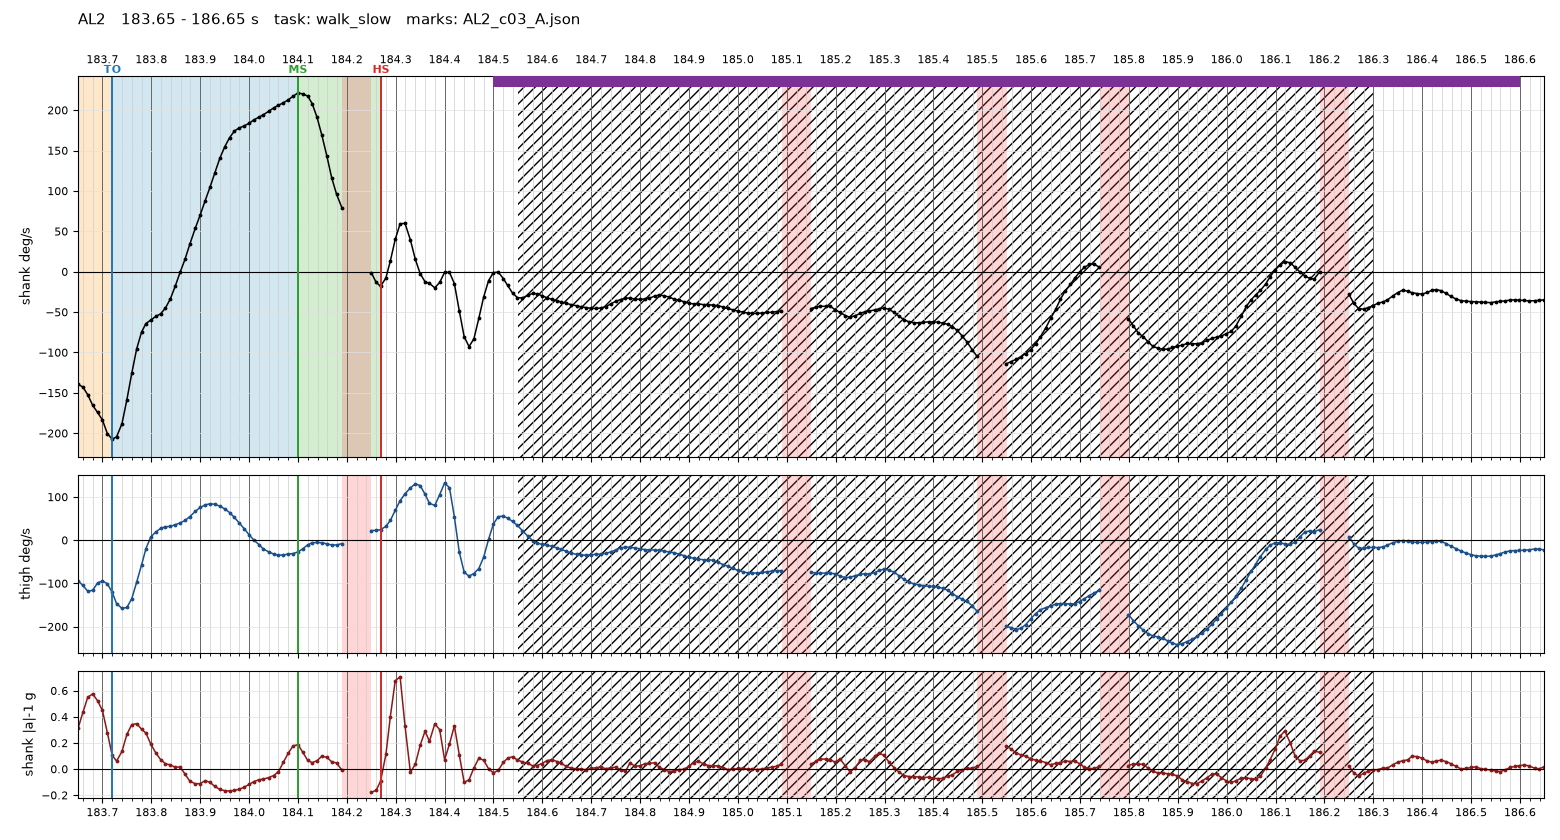 AL2   183.65 - 186.65 s   task: walk_slow   marks: AL2_c03_A.json
183.7 183.8 183.9 184.0 184.1 184.2 184.3 184.4 184.5 184.6 184.7 184.8 184.9 185.0 185.1 185.2 185.3 185.4 185.5 185.6 185.7 185.8 185.9 186.0 186.1 186.2 186.3 186.4 186.5 186.6
TO MS HS
200
150
100
50
0
−50
−100
−150
−200
shank deg/s
100
0
−100
−200
thigh deg/s
0.6
0.4
0.2
0.0
−0.2
shank |a|-1 g
183.7 183.8 183.9 184.0 184.1 184.2 184.3 184.4 184.5 184.6 184.7 184.8 184.9 185.0 185.1 185.2 185.3 185.4 185.5 185.6 185.7 185.8 185.9 186.0 186.1 186.2 186.3 186.4 186.5 186.6